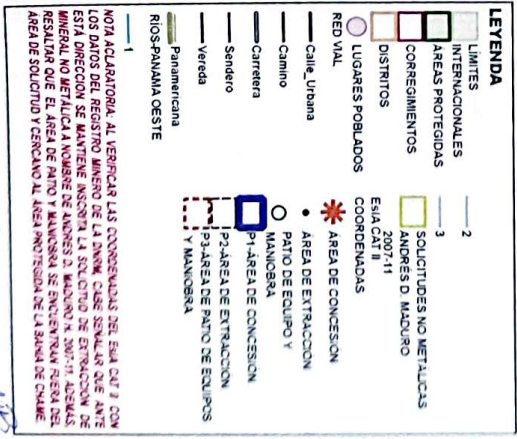 LEYENDA
LÍMITES
INTERNACIONALES
ÁREAS PROTEGIDAS
CORREGIMIENTOS
DISTRITOS
LUGARES POBLADOS
RED VIAL
Calle_Urbana
Camino
Carretera
Sendero
Vereda
Panamericana
RÍOS-PANAMA OESTE
1
2
3
SOLICITUDES NO METÁLICAS
ANDRÉS D. MADURO
2007-11
EsIA CAT II
COORDENADAS
ÁREA DE CONCESIÓN
ÁREA DE EXTRACCIÓN
PATIO DE EQUIPO Y
MANIOBRA
P1-ÁREA DE CONCESIÓN
P2-ÁREA DE EXTRACCIÓN
P3-ÁREA DE PATIO DE EQUIPOS
Y MANIOBRA
NOTA ACLARATORIA: AL VERIFICAR LAS COORDENADAS DEL EsIA CAT 2 CON
LOS DATOS DEL REGISTRO MINERO DE LA DNRM, CABE SEÑALAR QUE ANTE
ESTA DIRECCIÓN SE MANTIENE INSCRITA LA SOLICITUD DE EXTRACCIÓN DE
MINERAL NO METÁLICA A NOMBRE DE ANDRES D. MADURO H. 2007-11, ADEMAS,
RESALTAR QUE EL ÁREA DE PATIO Y MANIOBRA SE ENCUENTRAN FUERA DEL
ÁREA DE SOLICITUD Y CERCANO AL ÁREA PROTEGIDA DE LA BAHIA DE CHAME.